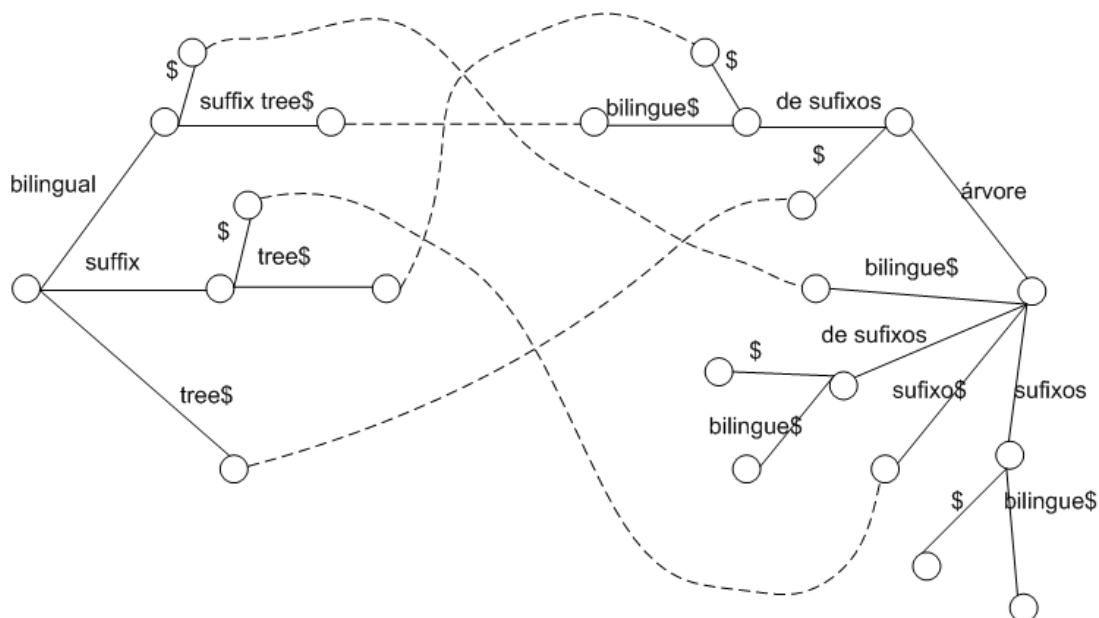 $
$
suffix tree$
bilingue$
de sufixos
$
bilingual
árvore
$
suffix
tree$
bilingue$
de sufixos
$
tree$
sufixo$
sufixos
bilingue$
$
bilingue$